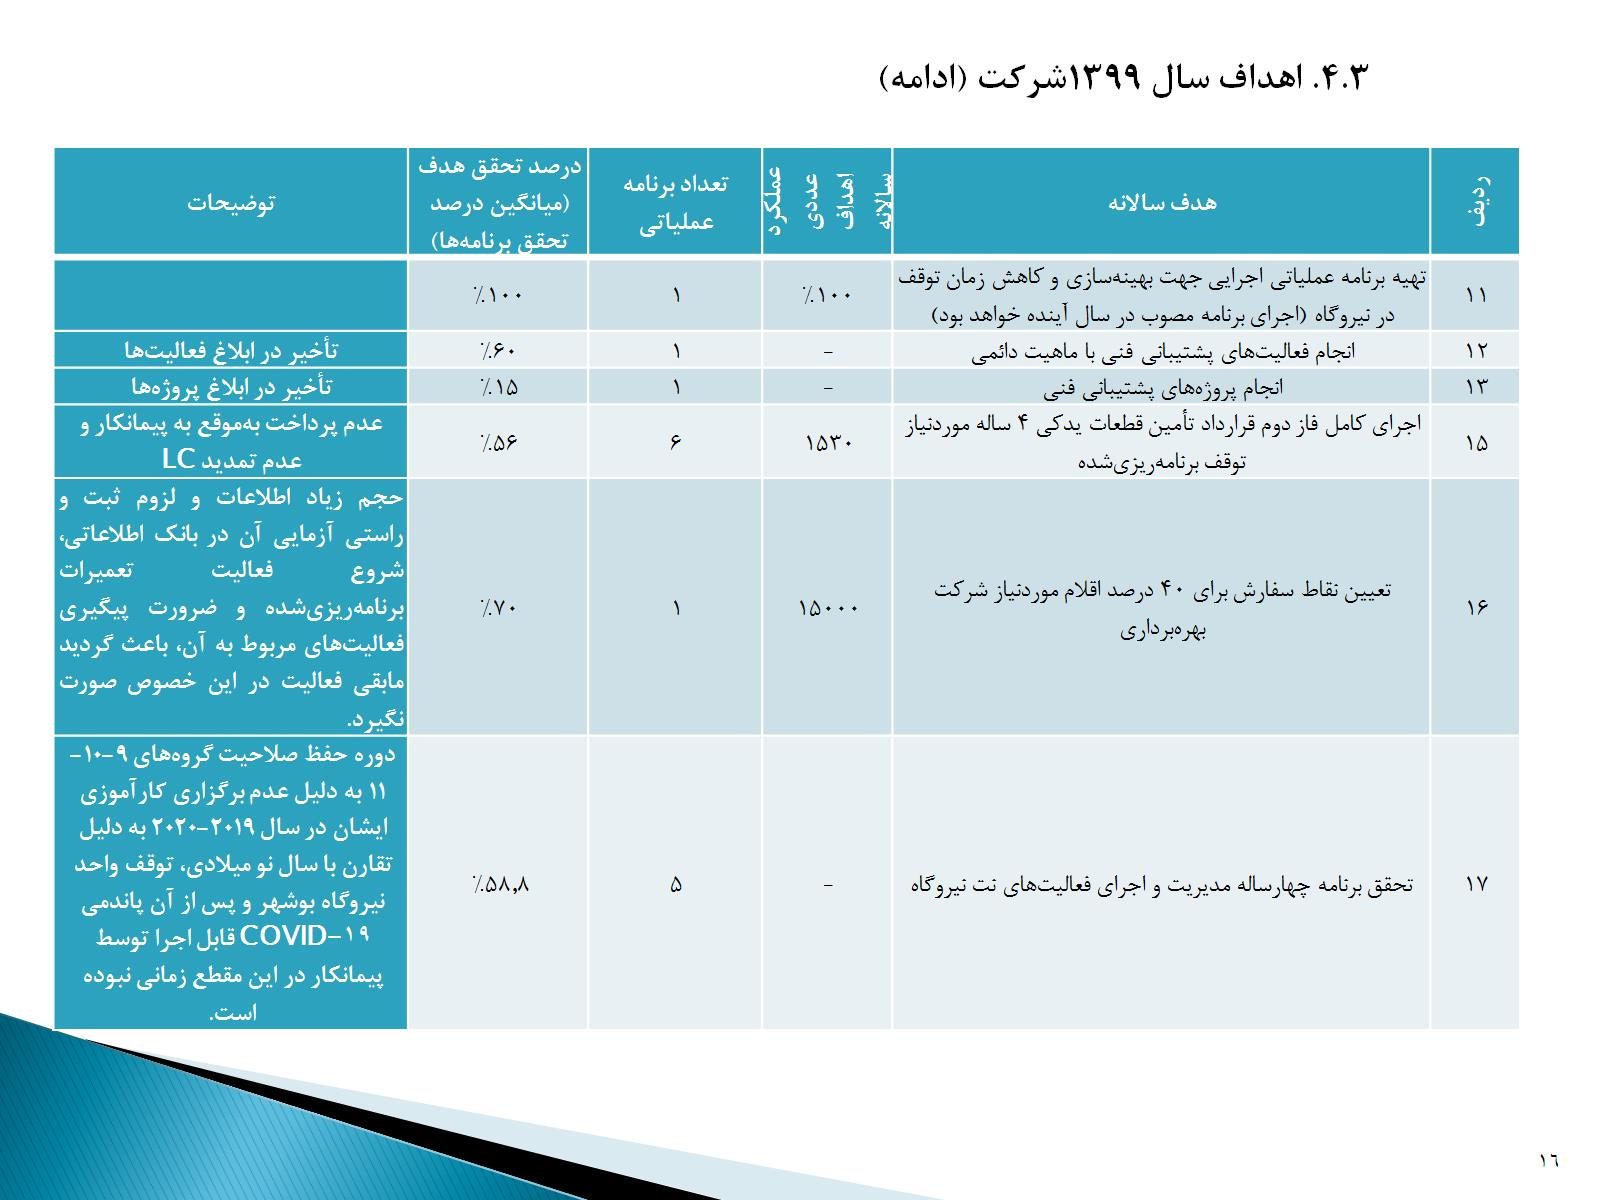 ۴.۳. اهداف سال ۱۳۹۹شرکت (ادامه)
ردیف
هدف سالانه
عملکرد
عددی
اهداف
سالانه
تعداد برنامه
عملیاتی
درصد تحقق هدف
(میانگین درصد
تحقق برنامه‌ها)
توضیحات
۱۱
تهیه برنامه عملیاتی اجرایی جهت بهینه‌سازی و کاهش زمان توقف
در نیروگاه (اجرای برنامه مصوب در سال آینده خواهد بود)
۱۰۰٪
۱
۱۰۰٪
۱۲
انجام فعالیت‌های پشتیبانی فنی با ماهیت دائمی
-
۱
۶۰٪
تأخیر در ابلاغ فعالیت‌ها
۱۳
انجام پروژه‌های پشتیبانی فنی
-
۱
۱۵٪
تأخیر در ابلاغ پروژه‌ها
۱۵
اجرای کامل فاز دوم قرارداد تأمین قطعات یدکی ۴ ساله موردنیاز
توقف برنامه‌ریزی‌شده
۱۵۳۰
۶
۵۶٪
عدم پرداخت به‌موقع به پیمانکار و
عدم تمدید LC
۱۶
تعیین نقاط سفارش برای ۴۰ درصد اقلام موردنیاز شرکت
بهره‌برداری
۱۵۰۰۰
۱
۷۰٪
حجم زیاد اطلاعات و لزوم ثبت و
راستی آزمایی آن در بانک اطلاعاتی،
شروع فعالیت تعمیرات
برنامه‌ریزی‌شده و ضرورت پیگیری
فعالیت‌های مربوط به آن، باعث گردید
مابقی فعالیت در این خصوص صورت
نگیرد.
۱۷
تحقق برنامه چهارساله مدیریت و اجرای فعالیت‌های نت نیروگاه
-
۵
۵۸,۸٪
دوره حفظ صلاحیت گروه‌های ۹-۱۰-
۱۱ به دلیل عدم برگزاری کارآموزی
ایشان در سال ۲۰۱۹-۲۰۲۰ به دلیل
تقارن با سال نو میلادی، توقف واحد
نیروگاه بوشهر و پس از آن پاندمی
COVID-۱۹ قابل اجرا توسط
پیمانکار در این مقطع زمانی نبوده
است.
۱۶